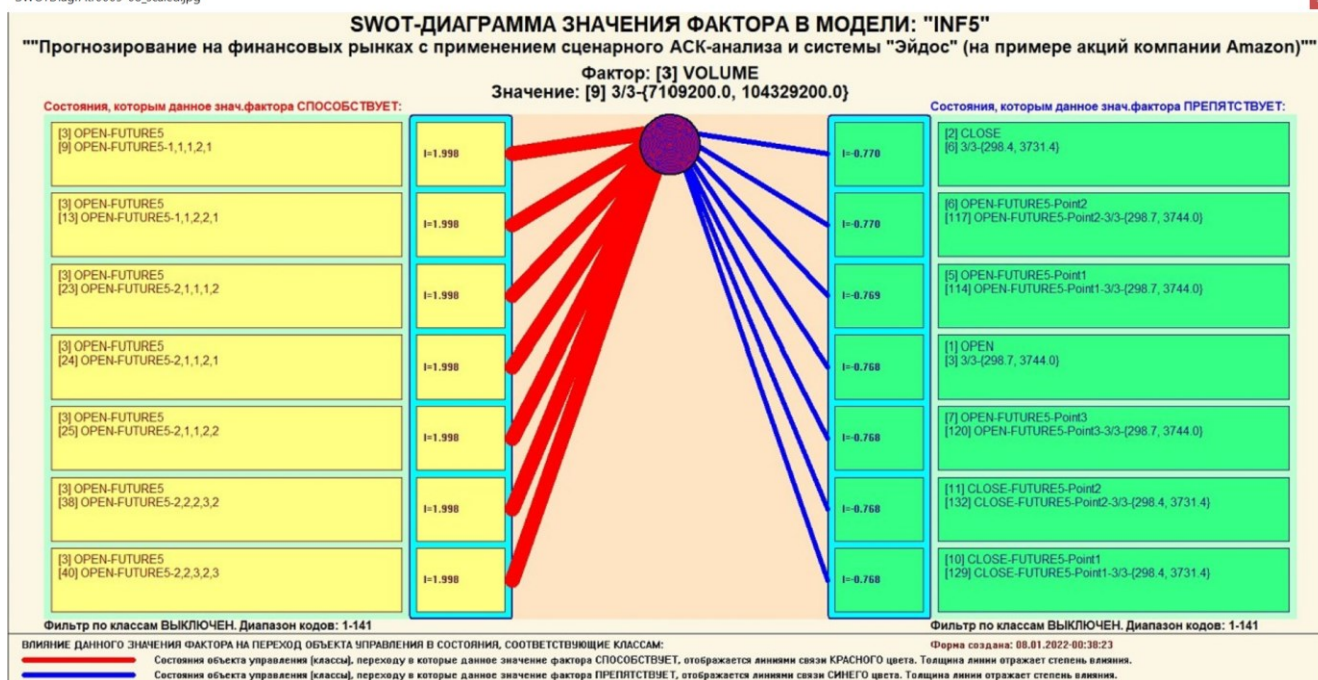 SWOT-ДИАГРАММА ЗНАЧЕНИЯ ФАКТОРА В МОДЕЛИ: "INF5"
""Прогнозирование на финансовых рынках с применением сценарного АСК-анализа и системы "Эйдос" (на примере акций компании Amazon)""
Фактор: [3] VOLUME
Значение: [9] 3/3-{7109200.0, 104329200.0}
Состояния, которым данное знач.фактора СПОСОБСТВУЕТ:
[3] OPEN-FUTURE5
[9] OPEN-FUTURE5-1,1,1,2,1
I=1.998
[3] OPEN-FUTURE5
[13] OPEN-FUTURE5-1,1,2,2,1
I=1.998
[3] OPEN-FUTURE5
[23] OPEN-FUTURE5-2,1,1,1,2
I=1.998
[3] OPEN-FUTURE5
[24] OPEN-FUTURE5-2,1,1,2,1
I=1.998
[3] OPEN-FUTURE5
[25] OPEN-FUTURE5-2,1,1,2,2
I=1.998
[3] OPEN-FUTURE5
[38] OPEN-FUTURE5-2,2,2,3,2
I=1.998
[3] OPEN-FUTURE5
[40] OPEN-FUTURE5-2,2,3,2,3
I=1.998
Фильтр по классам ВЫКЛЮЧЕН. Диапазон кодов: 1-141
Состояния, которым данное знач.фактора ПРЕПЯТСТВУЕТ:
I=-0.770
[2] CLOSE
[6] 3/3-{298.4, 3731.4}
I=-0.770
[6] OPEN-FUTURE5-Point2
[117] OPEN-FUTURE5-Point2-3/3-{298.7, 3744.0}
I=-0.769
[5] OPEN-FUTURE5-Point1
[114] OPEN-FUTURE5-Point1-3/3-{298.7, 3744.0}
I=-0.768
[1] OPEN
[3] 3/3-{298.7, 3744.0}
I=-0.768
[7] OPEN-FUTURE5-Point3
[120] OPEN-FUTURE5-Point3-3/3-{298.7, 3744.0}
I=-0.768
[11] CLOSE-FUTURE5-Point2
[132] CLOSE-FUTURE5-Point2-3/3-{298.4, 3731.4}
I=-0.768
[10] CLOSE-FUTURE5-Point1
[129] CLOSE-FUTURE5-Point1-3/3-{298.4, 3731.4}
Фильтр по классам ВЫКЛЮЧЕН. Диапазон кодов: 1-141
ВЛИЯНИЕ ДАННОГО ЗНАЧЕНИЯ ФАКТОРА НА ПЕРЕХОД ОБЪЕКТА УПРАВЛЕНИЯ В СОСТОЯНИЯ, СООТВЕТСТВУЮЩИЕ КЛАССАМ:
Форма создана: 08.01.2022-00:38:23
Состояния объекта управления (классы), переходу в которые данное значение фактора СПОСОБСТВУЕТ, отображается линиями связи КРАСНОГО цвета. Толщина линии отражает степень влияния.
Состояния объекта управления (классы), переходу в которые данное значение фактора ПРЕПЯТСТВУЕТ, отображается линиями связи СИНЕГО цвета. Толщина линии отражает степень влияния.